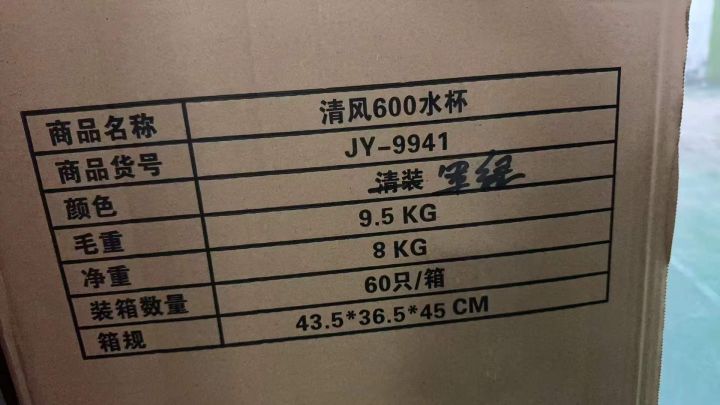 商品名称 清风600水杯
商品货号 JY-9941
颜色 清装
毛重 9.5 KG
净重 8 KG
装箱数量 60只/箱
箱规 43.5*36.5*45 CM